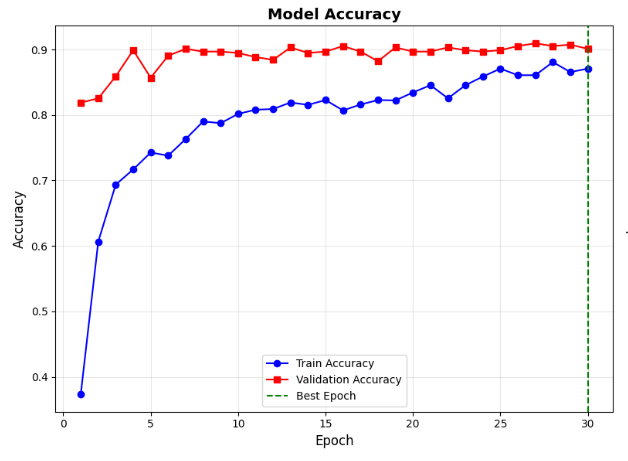 Model Accuracy
0.9
0.8
0.7
0.6
0.5
0.4
Accuracy
Train Accuracy
Validation Accuracy
Best Epoch
0 5 10 15 20 25 30
Epoch